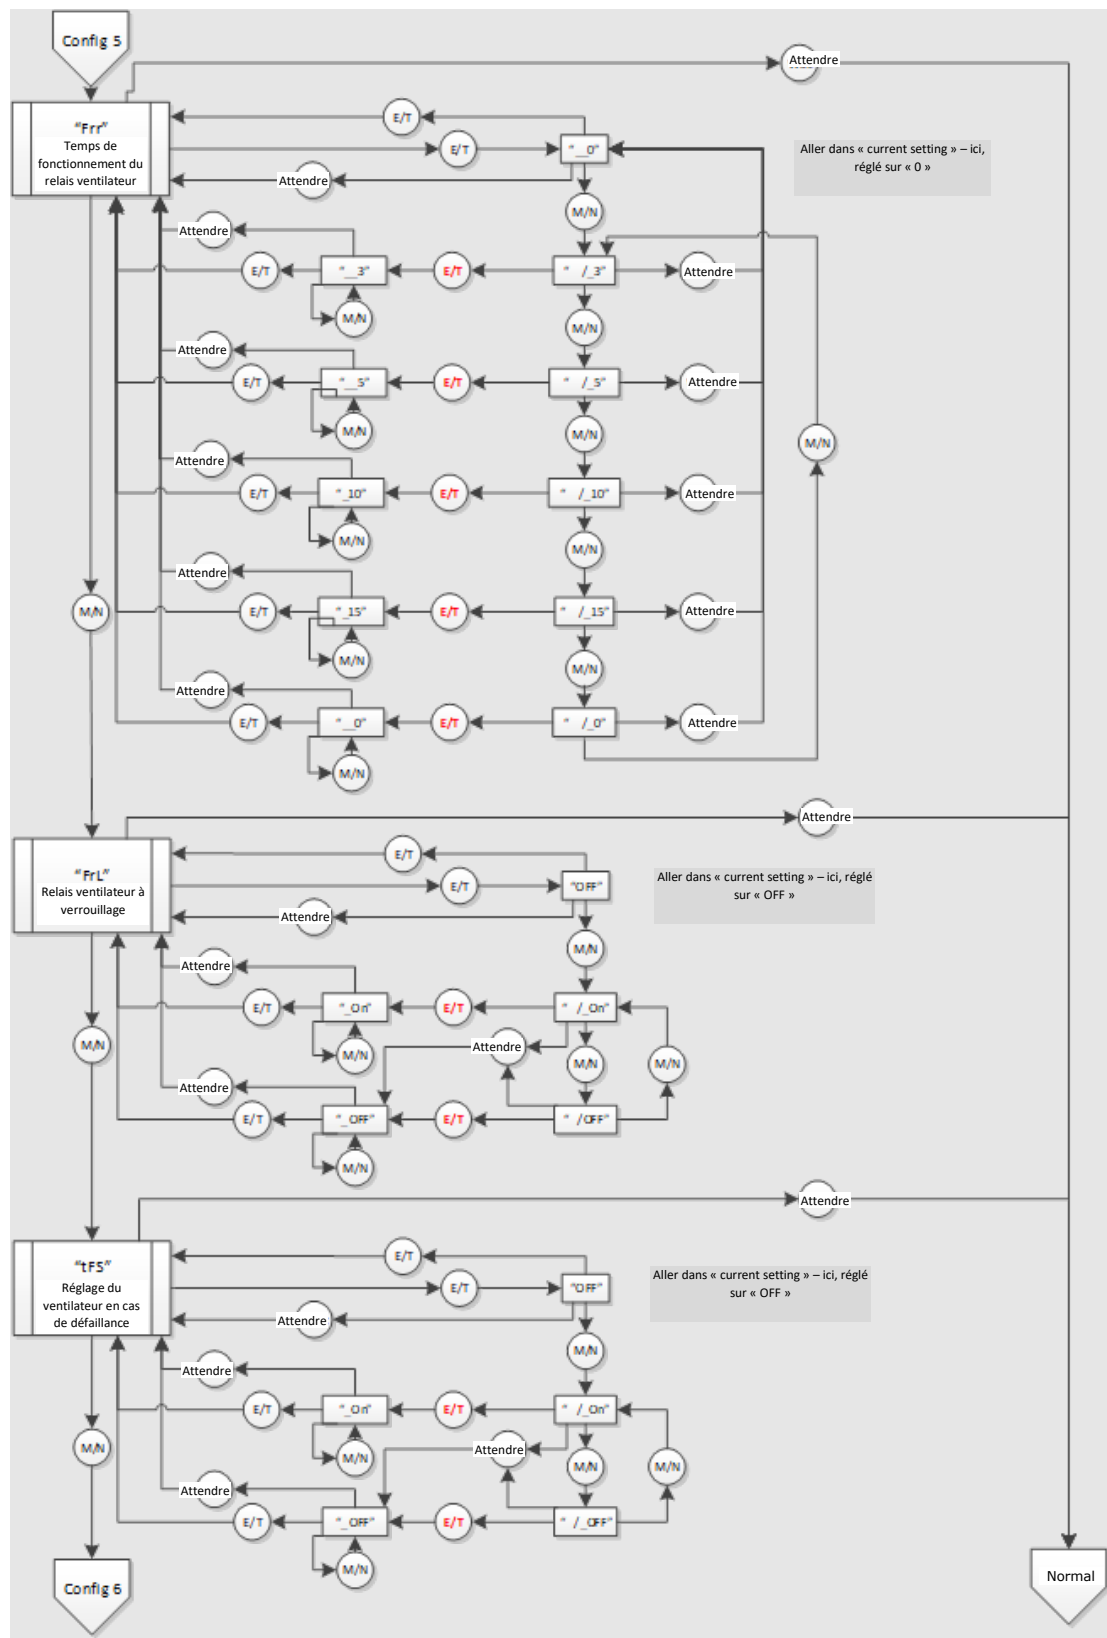 Config 5
Attendre
"Frr"
Temps de
fonctionnement du
relais ventilateur
E/T
E/T
"__0"
Attendre
Aller dans « current setting » – ici,
réglé sur « 0 »
M/N
Attendre
E/T
"__3"
E/T
" /_3"
Attendre
M/N
M/N
Attendre
E/T
"__5"
E/T
" /_5"
Attendre
M/N
M/N
M/N
Attendre
E/T
"_10"
E/T
" /_10"
Attendre
M/N
M/N
Attendre
M/N
E/T
"_15"
E/T
" /_15"
Attendre
M/N
M/N
Attendre
E/T
"__0"
E/T
" /_0"
Attendre
M/N
Attendre
"FrL"
Relais ventilateur à
verrouillage
E/T
E/T
"OFF"
Attendre
Aller dans « current setting » – ici, réglé
sur « OFF »
M/N
Attendre
E/T
"_On"
E/T
" /_On"
M/N
M/N
Attendre
M/N
M/N
Attendre
E/T
"_OFF"
E/T
" /OFF"
M/N
Attendre
"tFS"
Réglage du
ventilateur en cas
de défaillance
E/T
E/T
"OFF"
Attendre
Aller dans « current setting » – ici, réglé
sur « OFF »
M/N
Attendre
E/T
"_On"
E/T
" /_On"
M/N
M/N
Attendre
M/N
M/N
Attendre
E/T
"_OFF"
E/T
" /_OFF"
M/N
Config 6
Normal